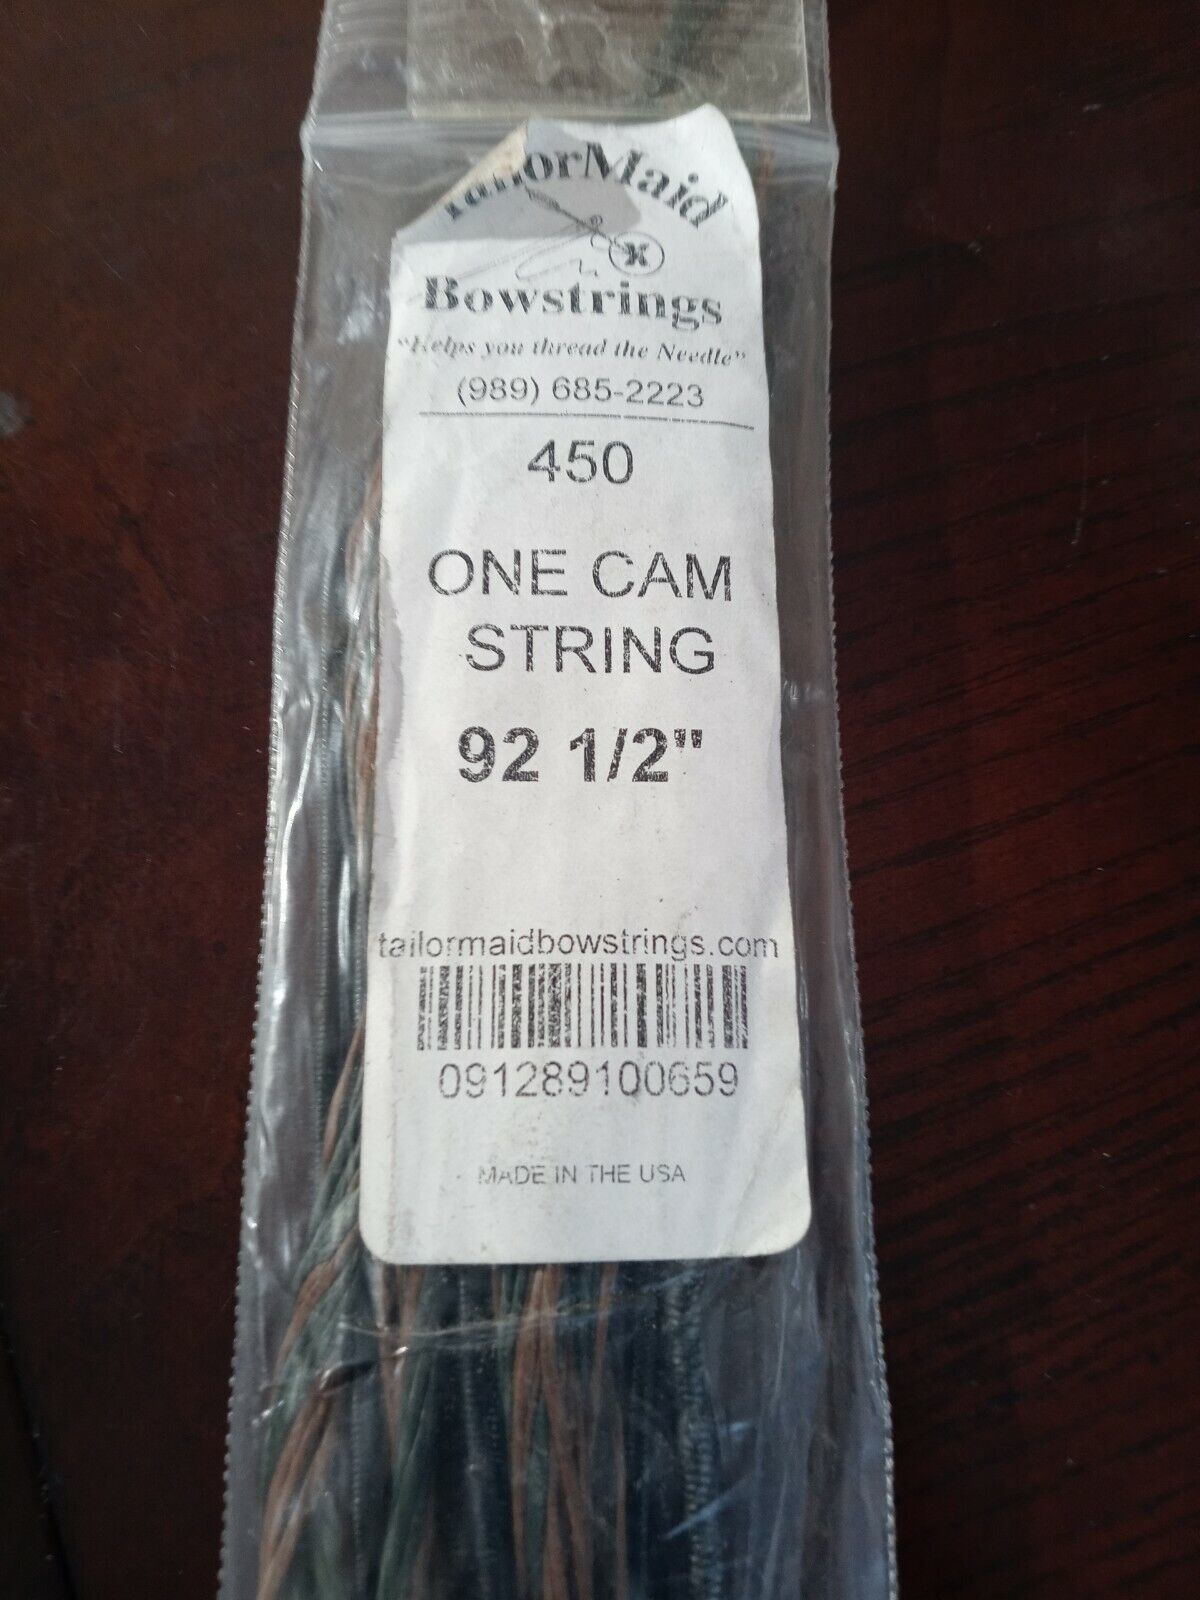 TailorMaid
X
Bowstrings
"Helps you thread the Needle"
(989) 685-2223
450
ONE CAM
STRING
92 1/2"
tailormaidbowstrings.com
091289100659
MADE IN THE USA